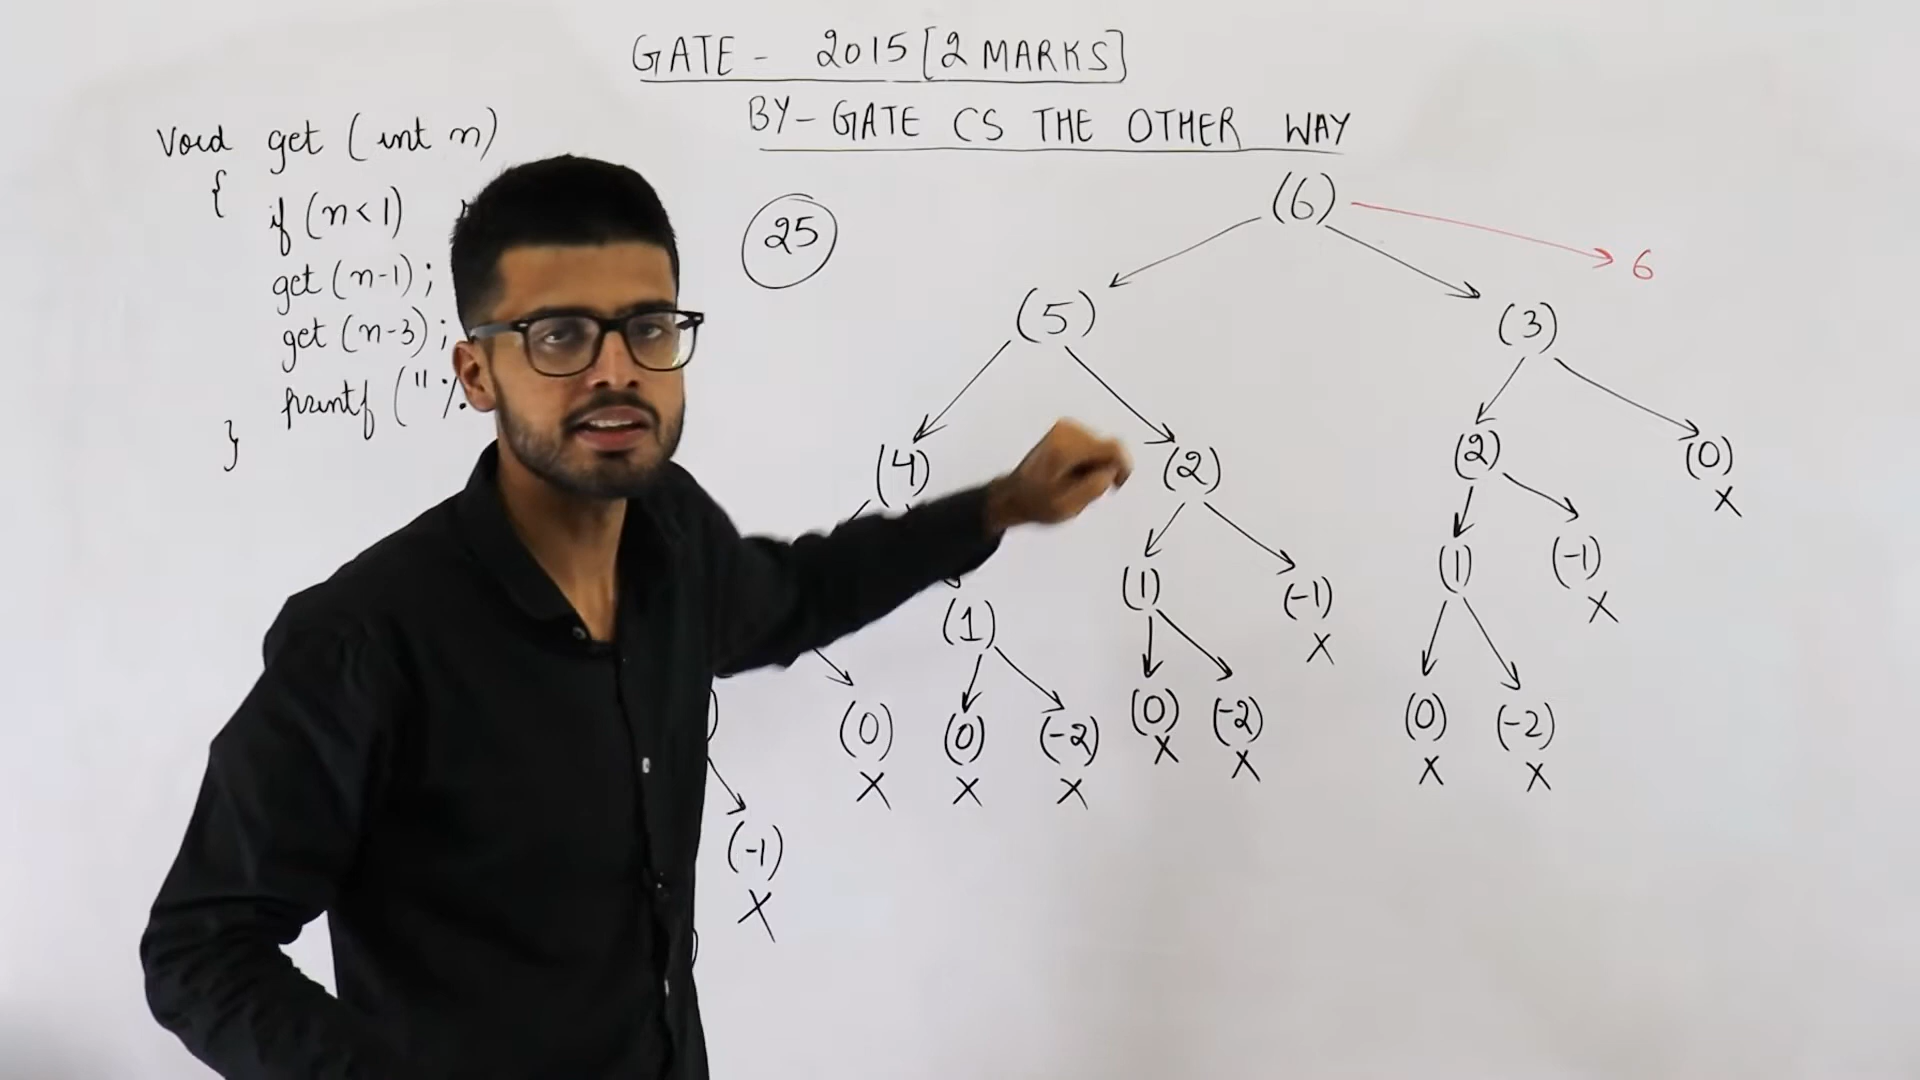 GATE - 2015 [2 MARKS]
BY - GATE CS THE OTHER WAY
Void get (int n)
{
if (n<1)
get (n-1);
get (n-3);
printf ("%
}
25
(6)
6
(5) (3)
(4) (2) (2) (0)
X
(1) (1) (-1) (1) (-1)
X X
(0) (0) (-2) (0) (-2) (0) (-2)
X X X X X X X
(-1)
X